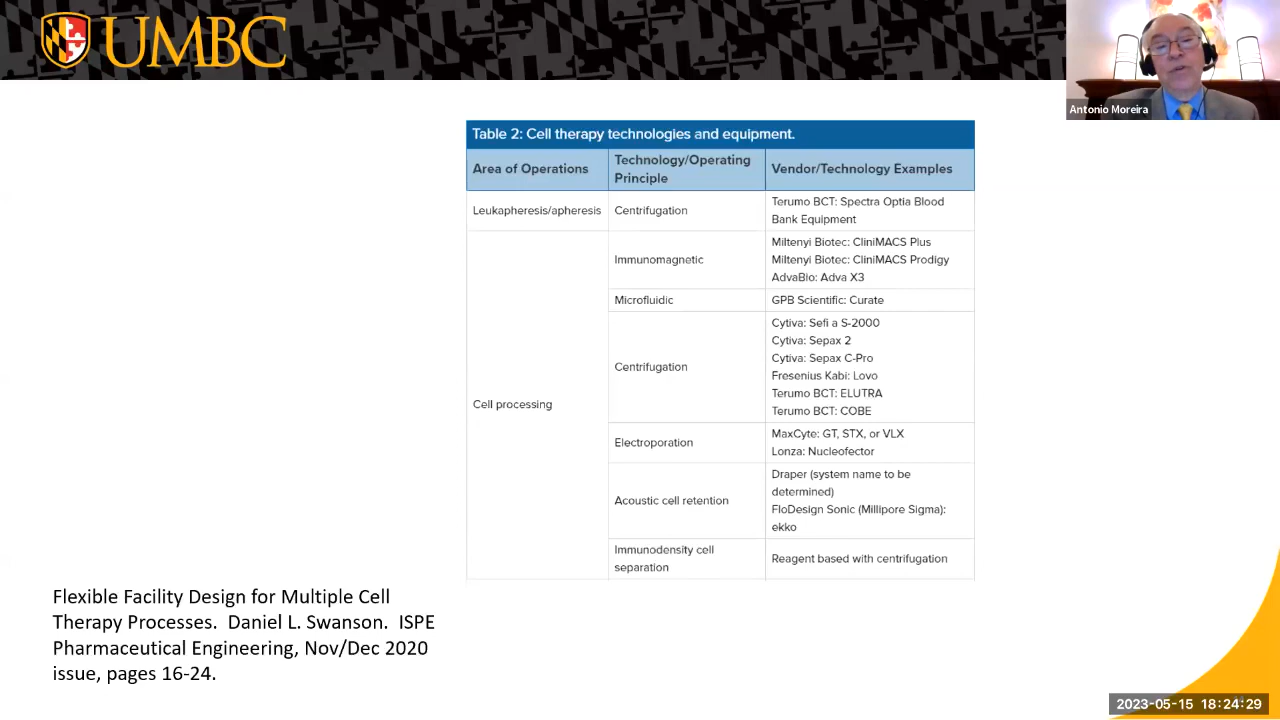 UMBC
Antonio Moreira
Table 2: Cell therapy technologies and equipment.
Area of Operations
Technology/Operating
Principle
Vendor/Technology Examples
Leukapheresis/apheresis
Centrifugation
Terumo BCT: Spectra Optia Blood
Bank Equipment
Cell processing
Immunomagnetic
Miltenyi Biotec: CliniMACS Plus
Miltenyi Biotec: CliniMACS Prodigy
AdvaBio: Adva X3
Microfluidic
GPB Scientific: Curate
Centrifugation
Cytiva: Sefi a S-2000
Cytiva: Sepax 2
Cytiva: Sepax C-Pro
Fresenius Kabi: Lovo
Terumo BCT: ELUTRA
Terumo BCT: COBE
Electroporation
MaxCyte: GT, STX, or VLX
Lonza: Nucleofector
Acoustic cell retention
Draper (system name to be
determined)
FloDesign Sonic (Millipore Sigma):
ekko
Immunodensity cell
separation
Reagent based with centrifugation
Flexible Facility Design for Multiple Cell
Therapy Processes.  Daniel L. Swanson.  ISPE
Pharmaceutical Engineering, Nov/Dec 2020
issue, pages 16-24.
2023-05-15 18:24:29